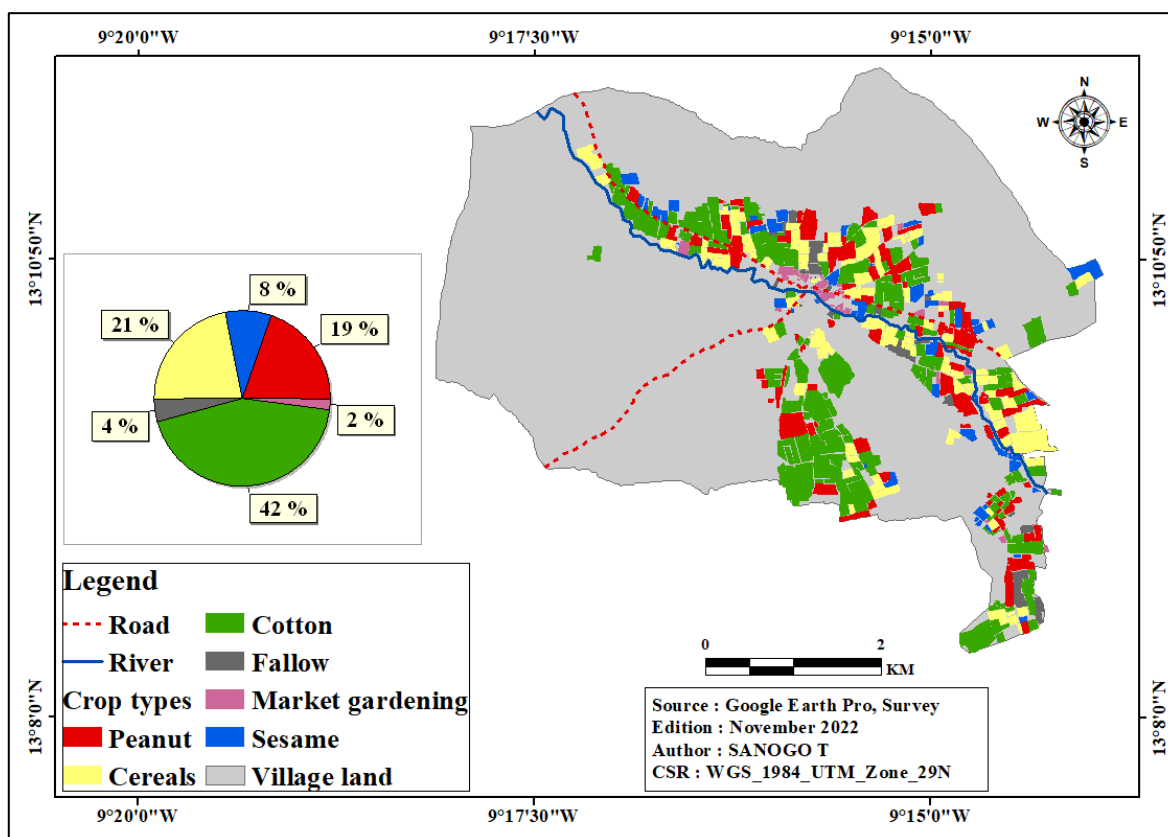 9°20'0"W 9°17'30"W 9°15'0"W
N
W E
S
13°10'50"N 13°10'50"N
8 %
21 % 19 %
4 % 2 %
42 %
Legend
Road Cotton
River Fallow
Crop types Market gardening
Peanut Sesame
Cereals Village land
0 2
KM
Source : Google Earth Pro, Survey
Edition : November 2022
Author : SANOGO T
CSR : WGS_1984_UTM_Zone_29N
13°8'0"N 13°8'0"N
9°20'0"W 9°17'30"W 9°15'0"W